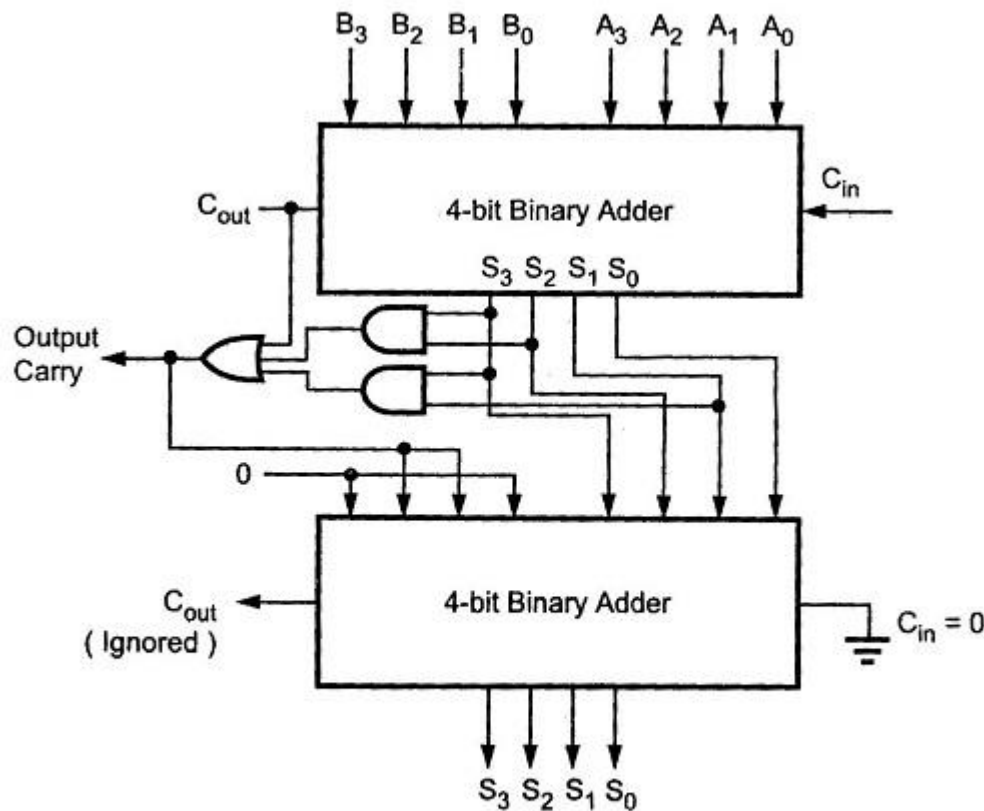 B3 B2 B1 B0 A3 A2 A1 A0
Cin
Cout
4-bit Binary Adder
S3 S2 S1 S0
Output
Carry
0
Cout
( Ignored )
4-bit Binary Adder
Cin = 0
S3 S2 S1 S0